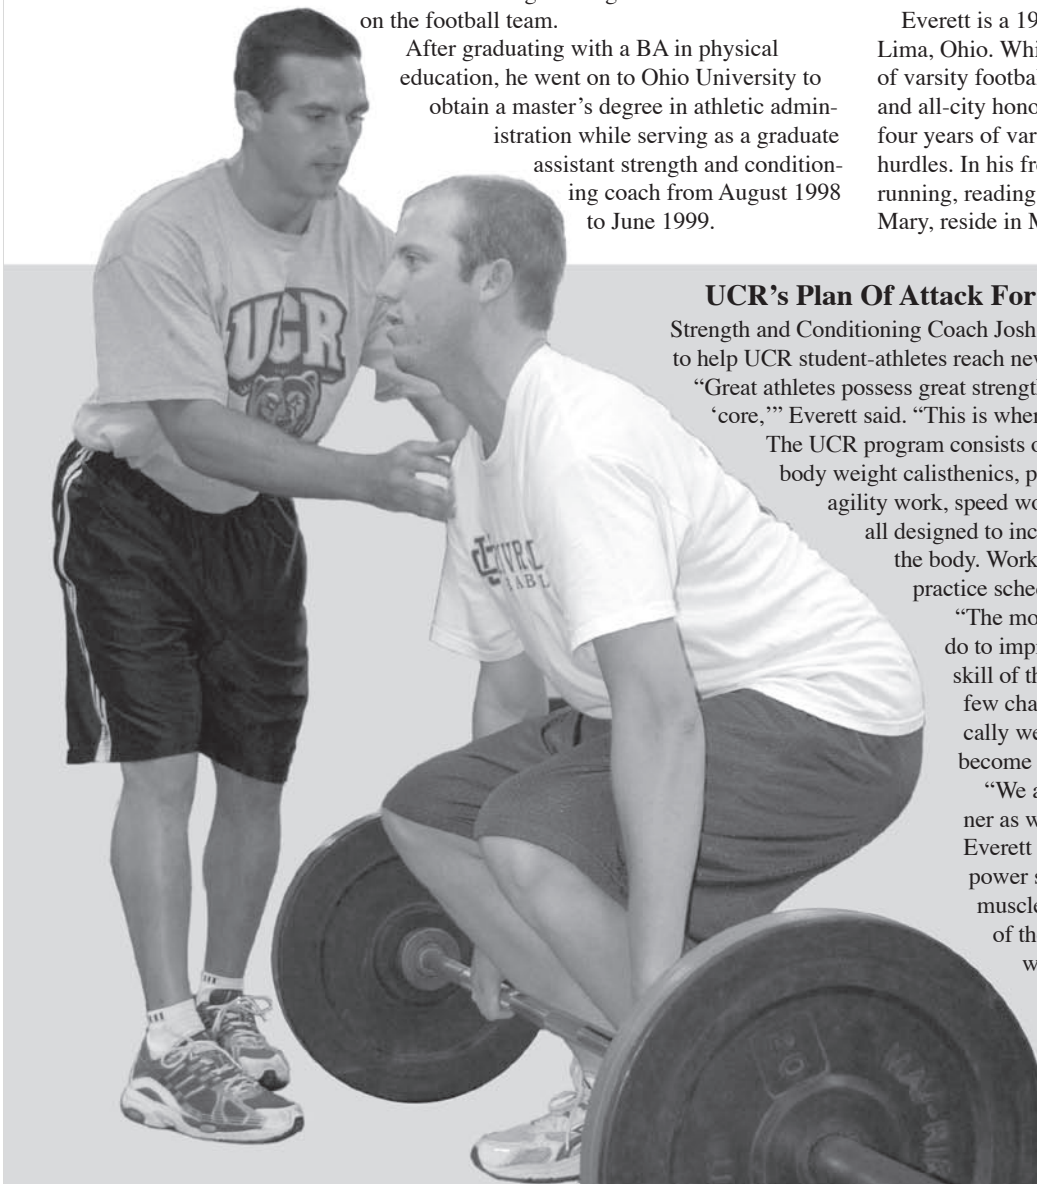 on the football team.
After graduating with a BA in physical
education, he went on to Ohio University to
obtain a master's degree in athletic admin-
istration while serving as a graduate
assistant strength and condition-
ing coach from August 1998
to June 1999.
Everett is a 19
Lima, Ohio. Whi
of varsity footbal
and all-city hono
four years of var
hurdles. In his fr
running, reading
Mary, reside in M
UCR's Plan Of Attack For
Strength and Conditioning Coach Josh
to help UCR student-athletes reach nev
“Great athletes possess great strengt
‘core,’” Everett said. “This is wher
The UCR program consists o
body weight calisthenics, p
agility work, speed wo
all designed to inc
the body. Work
practice sche
“The mo
do to imp
skill of th
few cha
cally we
become
“We a
ner as w
Everett
power s
muscle
of th
w
UCR
20